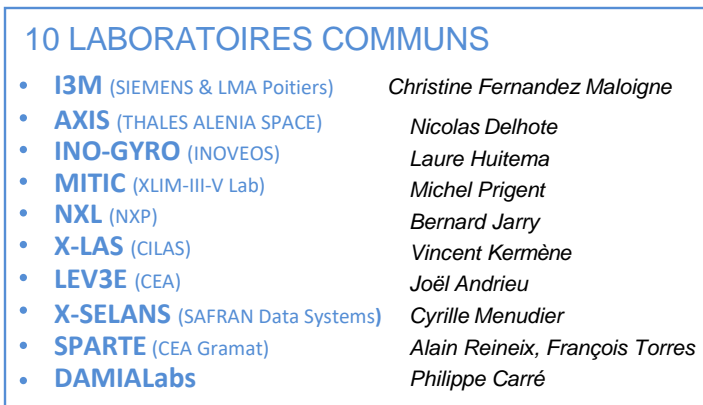 10 LABORATOIRES COMMUNS
• I3M (SIEMENS & LMA Poitiers) Christine Fernandez Maloigne
• AXIS (THALES ALENIA SPACE) Nicolas Delhote
• INO-GYRO (INOVEOS) Laure Huitema
• MITIC (XLIM-III-V Lab) Michel Prigent
• NXL (NXP) Bernard Jarry
• X-LAS (CILAS) Vincent Kermène
• LEV3E (CEA) Joël Andrieu
• X-SELANS (SAFRAN Data Systems) Cyrille Menudier
• SPARTE (CEA Gramat) Alain Reineix, François Torres
• DAMIALabs Philippe Carré